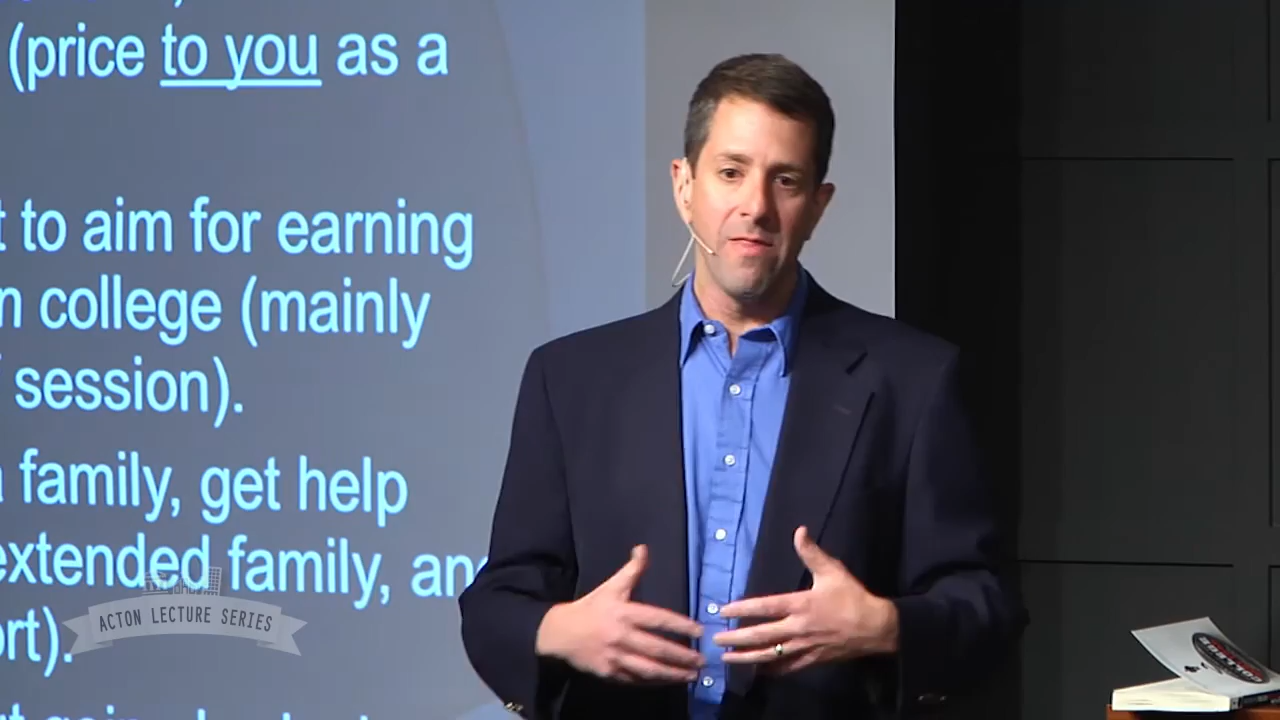 (price to you as a
to aim for earning
college (mainly
session).
family, get help
extended family, and
ACTON LECTURE SERIES